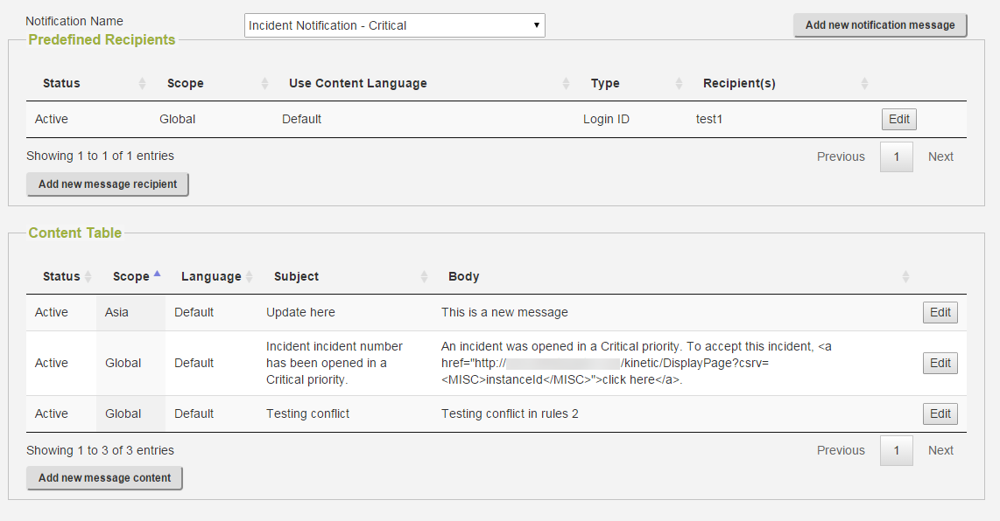 Notification Name
Incident Notification - Critical
Add new notification message
Predefined Recipients
Status Scope Use Content Language Type Recipient(s)
Active Global Default Login ID test1 Edit
Showing 1 to 1 of 1 entries
Previous 1 Next
Add new message recipient
Content Table
Status Scope Language Subject Body
Active Asia Default Update here This is a new message Edit
Active Global Default
Incident incident number
has been opened in a
Critical priority.
An incident was opened in a Critical priority. To accept this incident, <a
href="http:// /kinetic/DisplayPage?csrv=
<MISC>instanceId</MISC>">click here</a>.
Edit
Active Global Default Testing conflict Testing conflict in rules 2 Edit
Showing 1 to 3 of 3 entries
Previous 1 Next
Add new message content